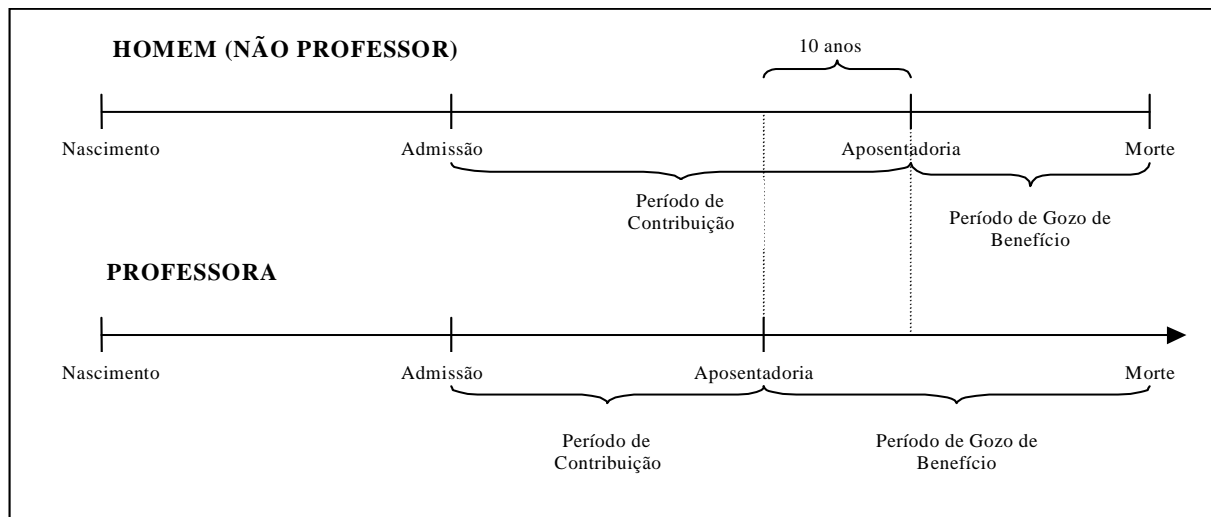 HOMEM (NÃO PROFESSOR)
10 anos
Nascimento
Admissão
Aposentadoria
Morte
Período de
Contribuição
Período de Gozo de
Benefício
PROFESSORA
Nascimento
Admissão
Aposentadoria
Morte
Período de
Contribuição
Período de Gozo de
Benefício